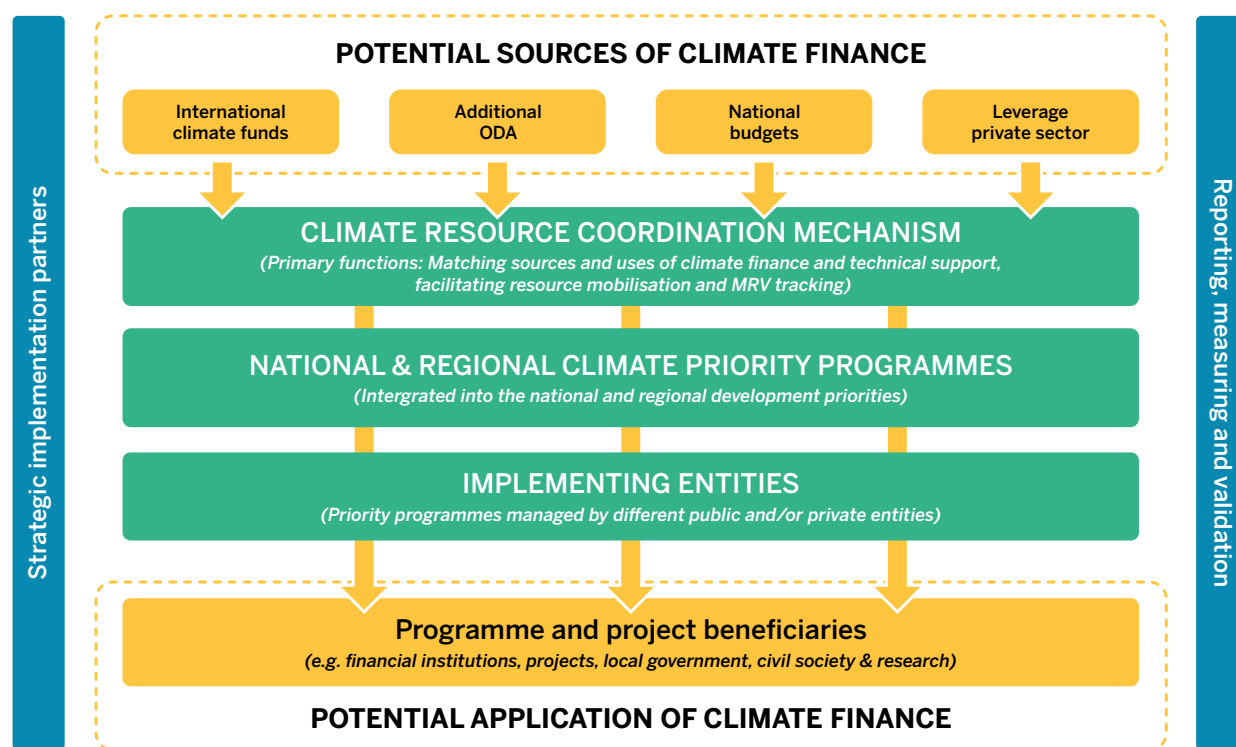 Strategic implementation partners
POTENTIAL SOURCES OF CLIMATE FINANCE
International
climate funds
Additional
ODA
National
budgets
Leverage
private sector
CLIMATE RESOURCE COORDINATION MECHANISM
(Primary functions: Matching sources and uses of climate finance and technical support,
facilitating resource mobilisation and MRV tracking)
NATIONAL & REGIONAL CLIMATE PRIORITY PROGRAMMES
(Intergrated into the national and regional development priorities)
IMPLEMENTING ENTITIES
(Priority programmes managed by different public and/or private entities)
Programme and project beneficiaries
(e.g. financial institutions, projects, local government, civil society & research)
POTENTIAL APPLICATION OF CLIMATE FINANCE
Reporting, measuring and validation